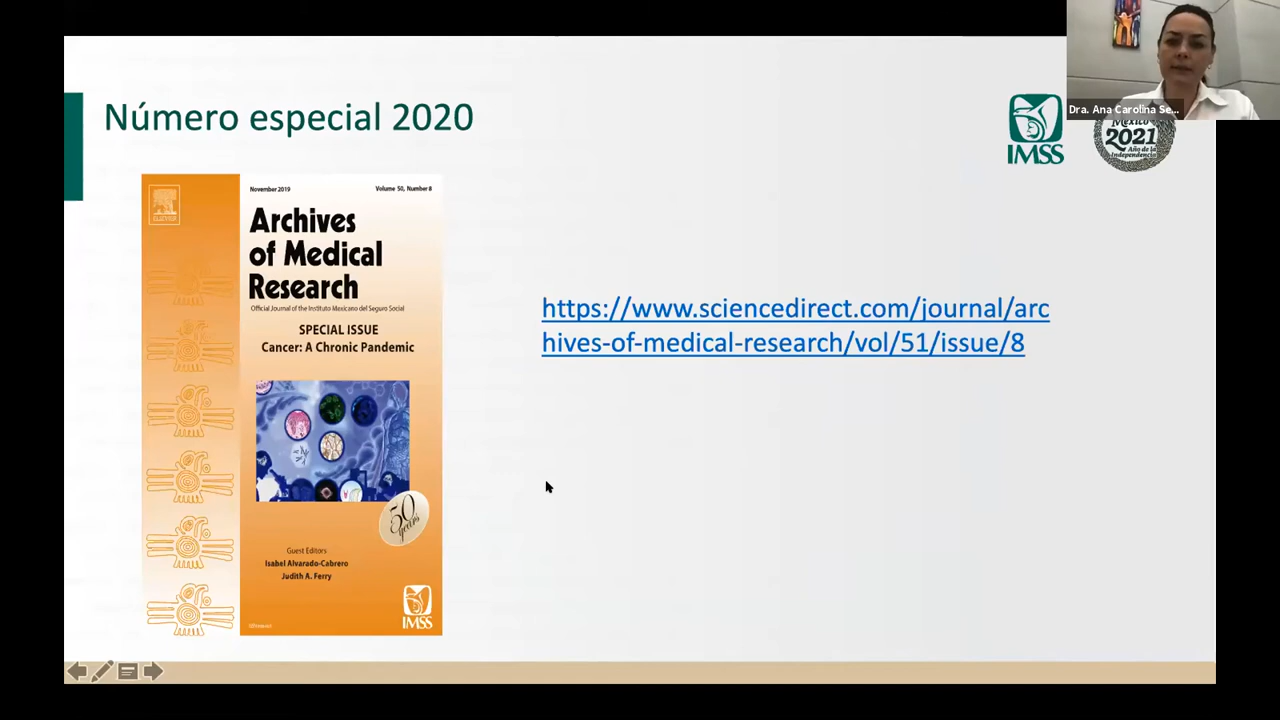 Número especial 2020
Dra. Ana Carolina Se...
IMSS
México
2021
Año de la
Independencia
ELSEVIER
November 2019
Volume 50, Number 8
Archives
of Medical
Research
Official Journal of the Instituto Mexicano del Seguro Social
SPECIAL ISSUE
Cancer: A Chronic Pandemic
50
years
Guest Editors
Isabel Alvarado-Cabrero
Judith A. Ferry
IMSS
https://www.sciencedirect.com/journal/arc
hives-of-medical-research/vol/51/issue/8